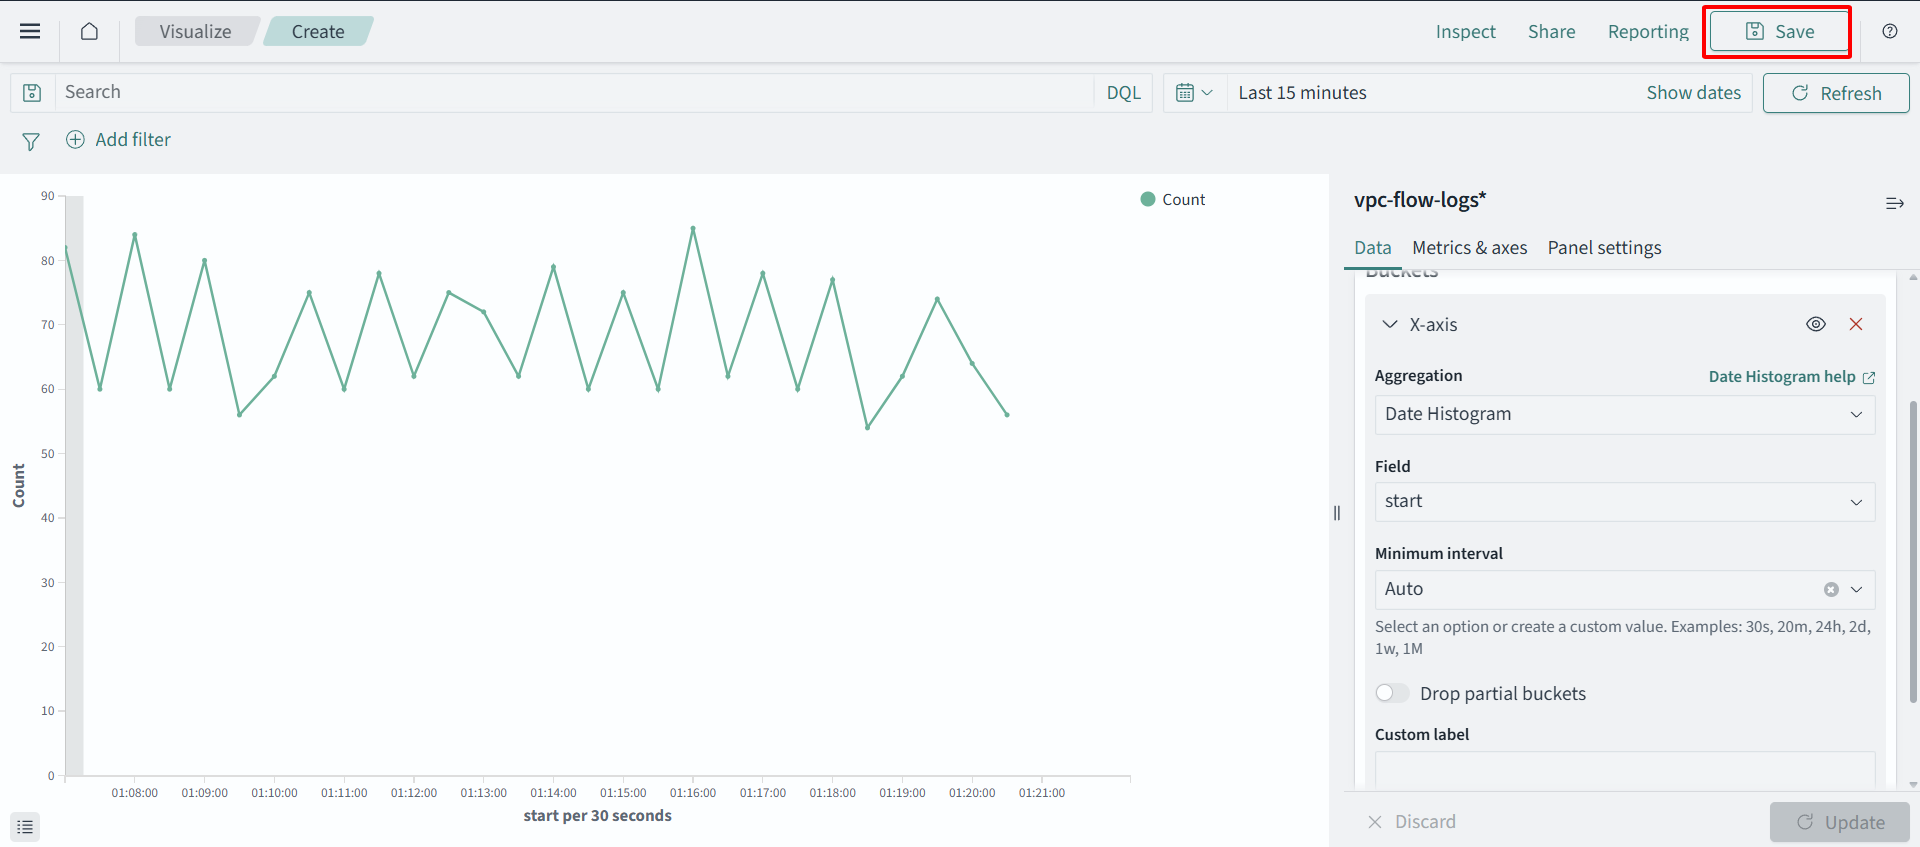 Visualize
Create
Inspect
Share
Reporting
Save
Search
DQL
Last 15 minutes
Show dates
Refresh
Add filter
90
80
70
60
50
40
30
20
10
0
Count
01:08:00
01:09:00
01:10:00
01:11:00
01:12:00
01:13:00
01:14:00
01:15:00
01:16:00
01:17:00
01:18:00
01:19:00
01:20:00
01:21:00
start per 30 seconds
Count
vpc-flow-logs*
Data
Metrics & axes
Panel settings
Buckets
X-axis
Aggregation
Date Histogram help
Date Histogram
Field
start
Minimum interval
Auto
Select an option or create a custom value. Examples: 30s, 20m, 24h, 2d,
1w, 1M
Drop partial buckets
Custom label
Discard
Update